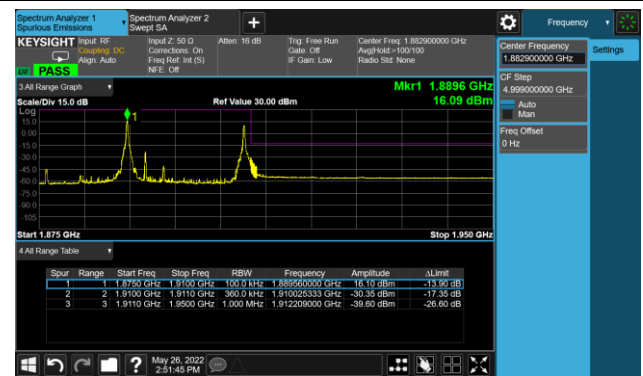 Spectrum Analyzer 1
Spurious Emissions
Spectrum Analyzer 2
Swept SA
+
Frequency
KEYSIGHT
Input: RF
Coupling: DC
Align: Auto
Input Z: 50 Ω
Corrections: On
Freq Ref: Int (S)
NFE: Off
Atten: 16 dB
Trig: Free Run
Gate: Off
IF Gain: Low
Center Freq: 1.882900000 GHz
Avg|Hold:>100/100
Radio Std: None
PASS
Center Frequency
1.882900000 GHz
Settings
CF Step
4.999000000 GHz
Auto
Man
Freq Offset
0 Hz
3 All Range Graph
Mkr1 1.8896 GHz
16.09 dBm
Scale/Div 15.0 dB
Ref Value 30.00 dBm
Log
1
15.0
0.00
-15.0
-30.0
-45.0
-60.0
-75.0
-90.0
-105
Start 1.875 GHz
Stop 1.950 GHz
4 All Range Table
Spur Range Start Freq Stop Freq RBW Frequency Amplitude ΔLimit
1 1 1.8750 GHz 1.9100 GHz 100.0 kHz 1.889560000 GHz 16.10 dBm -13.90 dB
2 2 1.9100 GHz 1.9110 GHz 360.0 kHz 1.910025333 GHz -30.35 dBm -17.35 dB
3 3 1.9110 GHz 1.9500 GHz 1.000 MHz 1.912209000 GHz -39.60 dBm -26.60 dB
?
May 26, 2022
2:51:45 PM